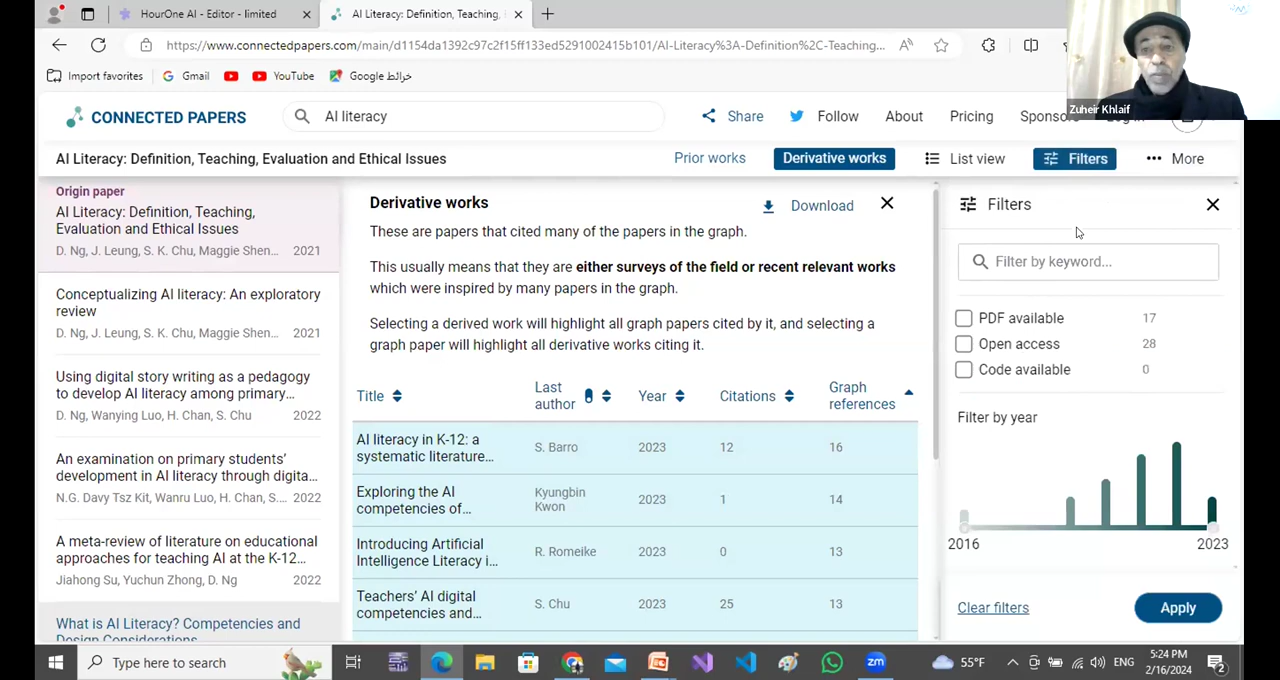 HourOne AI - Editor - limited
AI Literacy: Definition, Teaching,
https://www.connectedpapers.com/main/d1154da1392c97c2f15ff133ed5291002415b101/AI-Literacy%3A-Definition%2C-Teaching...
Import favorites
Gmail
YouTube
خرائط Google
Zuheir Khlaif
CONNECTED PAPERS
AI literacy
Share
Follow
About
Pricing
AI Literacy: Definition, Teaching, Evaluation and Ethical Issues
Prior works
Derivative works
List view
Filters
More
Origin paper
AI Literacy: Definition, Teaching,
Evaluation and Ethical Issues
D. Ng, J. Leung, S. K. Chu, Maggie Shen... 2021
Conceptualizing AI literacy: An exploratory
review
D. Ng, J. Leung, S. K. Chu, Maggie Shen... 2021
Using digital story writing as a pedagogy
to develop AI literacy among primary...
D. Ng, Wanying Luo, H. Chan, S. Chu 2022
An examination on primary students'
development in AI literacy through digita...
N.G. Davy Tsz Kit, Wanru Luo, H. Chan, S.... 2022
A meta-review of literature on educational
approaches for teaching AI at the K-12...
Jiahong Su, Yuchun Zhong, D. Ng 2022
What is AI Literacy? Competencies and
Design Considerations
Derivative works
Download
These are papers that cited many of the papers in the graph.
This usually means that they are either surveys of the field or recent relevant works
which were inspired by many papers in the graph.
Selecting a derived work will highlight all graph papers cited by it, and selecting a
graph paper will highlight all derivative works citing it.
Title
Last
author
Year
Citations
Graph
references
AI literacy in K-12: a
systematic literature...
S. Barro 2023 12 16
Exploring the AI
competencies of...
Kyungbin
Kwon
2023 1 14
Introducing Artificial
Intelligence Literacy i...
R. Romeike 2023 0 13
Teachers' AI digital
competencies and...
S. Chu 2023 25 13
Filters
Filter by keyword...
PDF available 17
Open access 28
Code available 0
Filter by year
2016 2023
Clear filters
Apply
Type here to search
zm
55°F
ENG
5:24 PM
2/16/2024
2